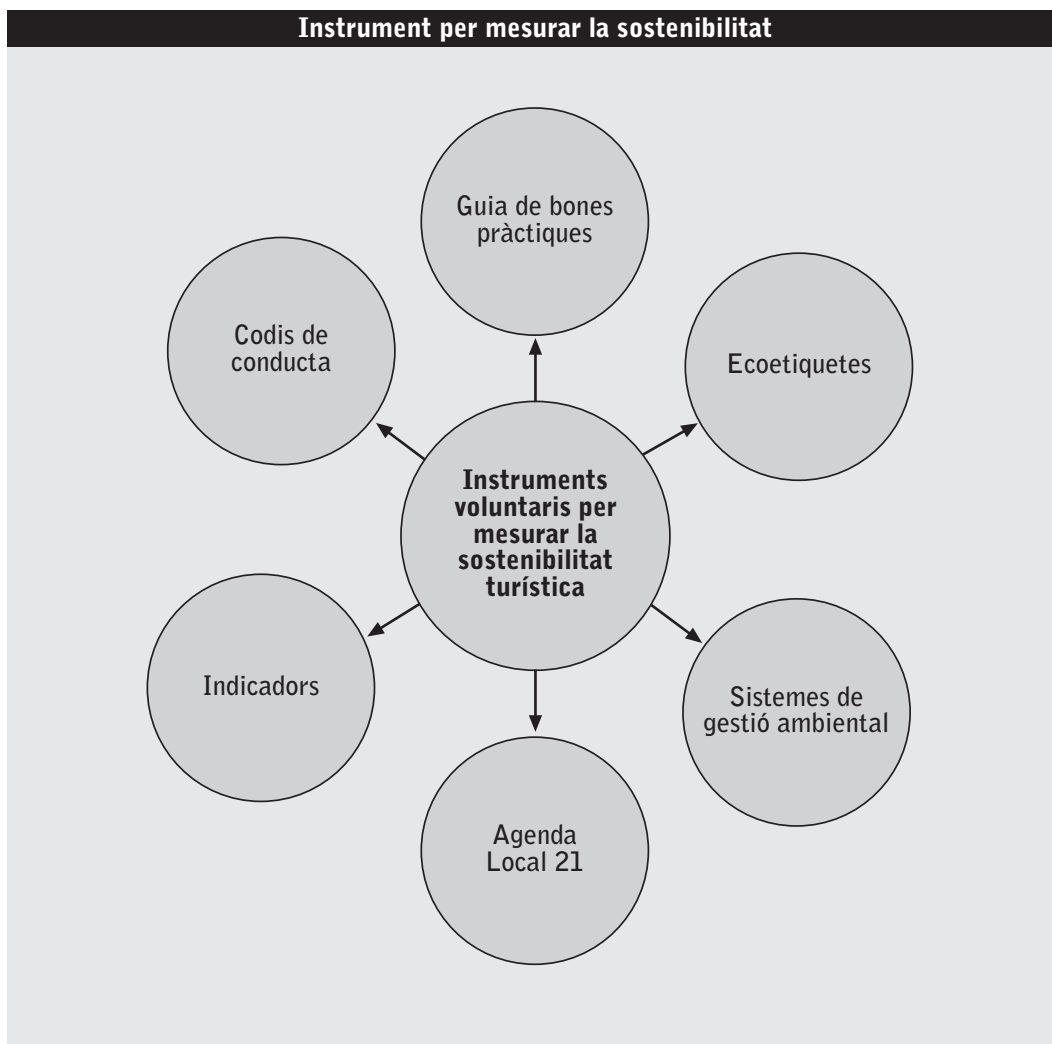 Instrument per mesurar la sostenibilitat
Guia de bones
pràctiques
Codis de
conducta
Ecoetiquetes
Instruments
voluntaris per
mesurar la
sostenibilitat
turística
Indicadors
Sistemes de
gestió ambiental
Agenda
Local 21